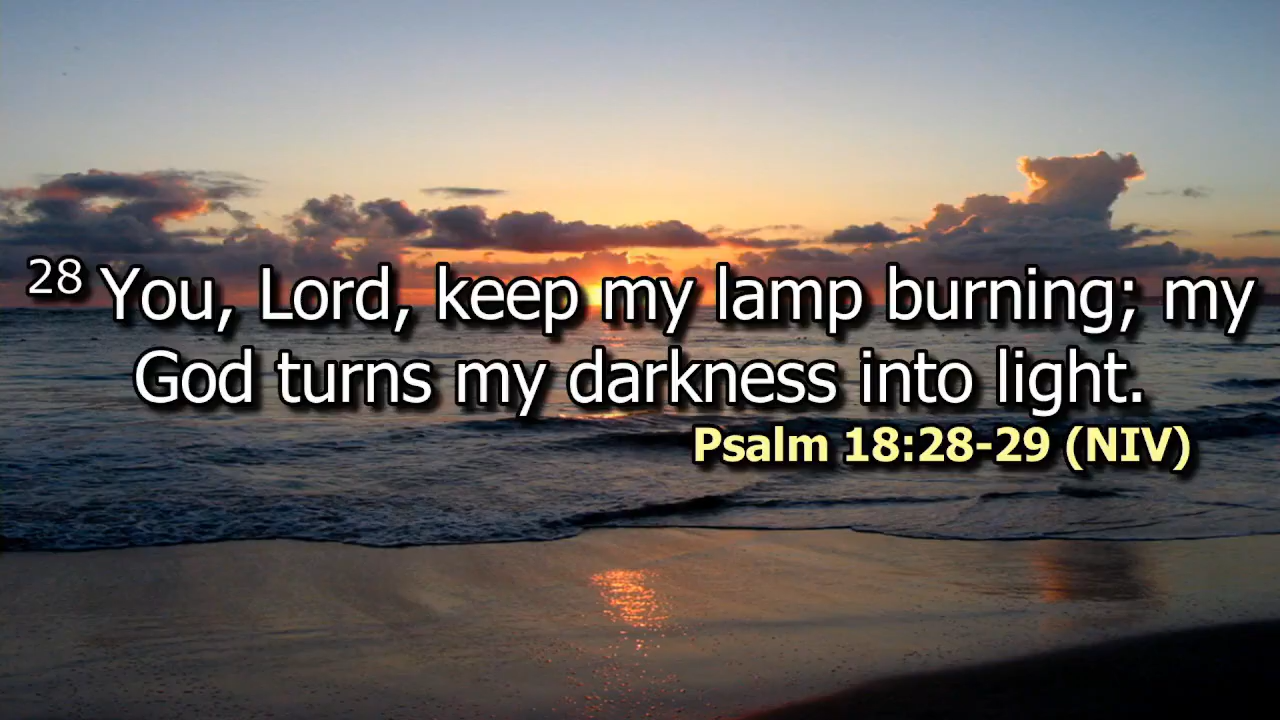 28 You, Lord, keep my lamp burning; my
God turns my darkness into light.
Psalm 18:28-29 (NIV)